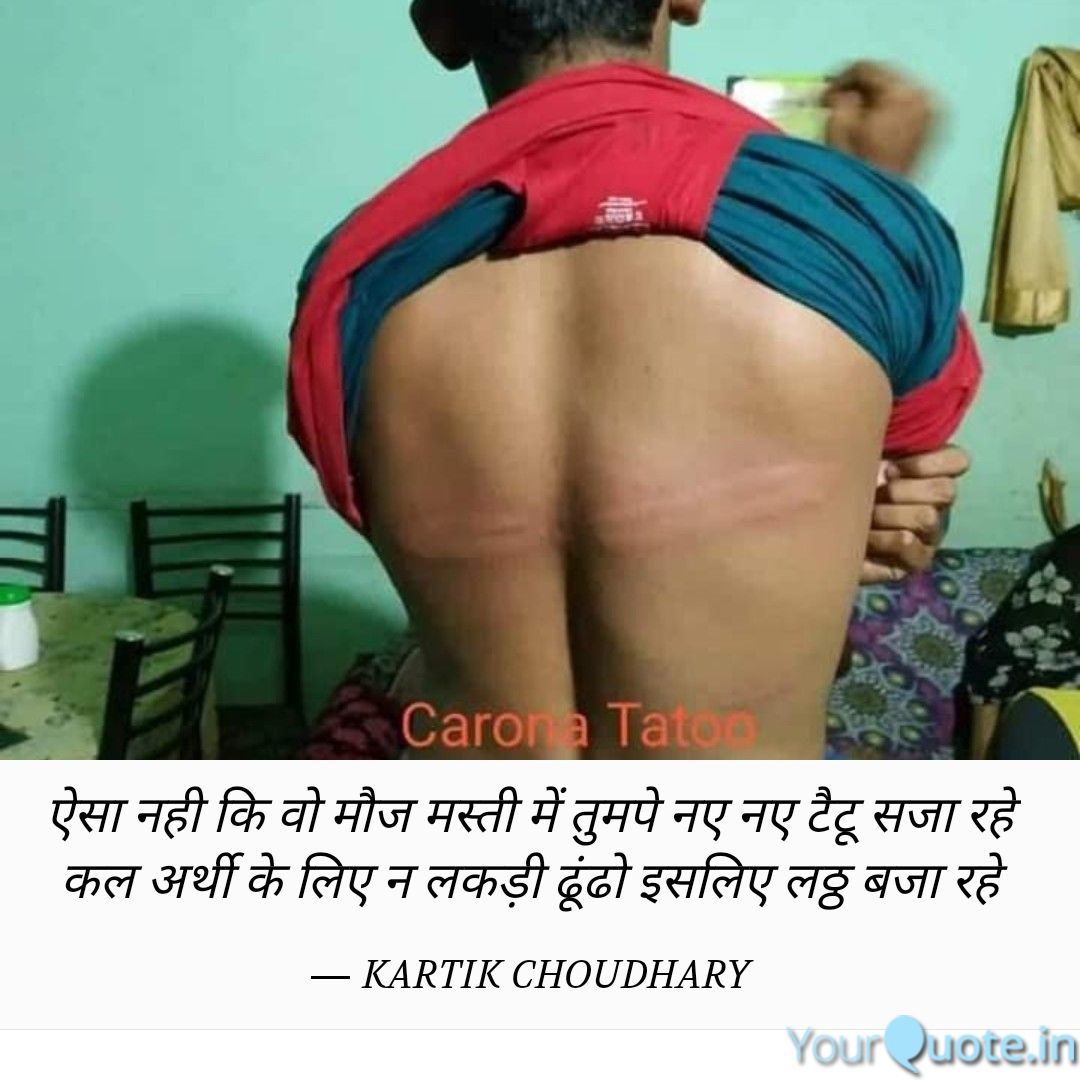 Carona Tatoo
ऐसा नही कि वो मौज मस्ती में तुमपे नए नए टैटू सजा रहे
कल अर्थी के लिए न लकड़ी ढूंढो इसलिए लठ्ठ बजा रहे
— KARTIK CHOUDHARY
YourQuote.in